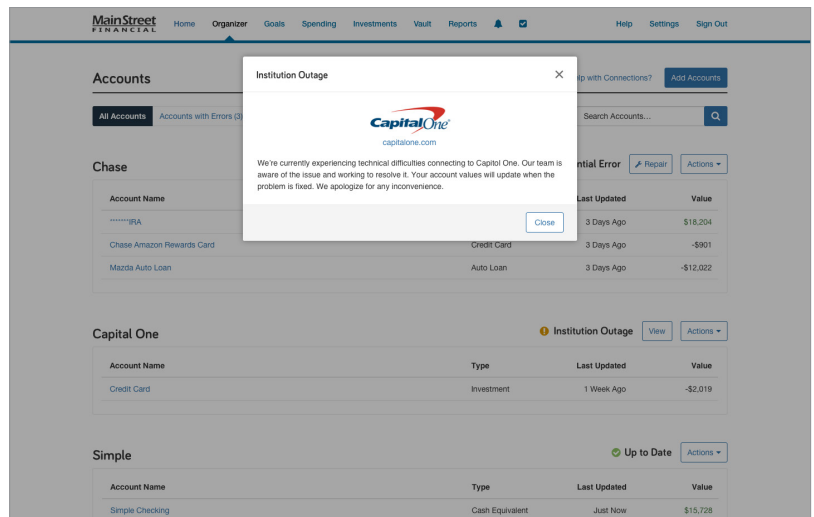 MainStreet
FINANCIAL
Home Organizer Goals Spending Investments Vault Reports Help Settings Sign Out
Accounts
with Connections? Add Accounts
All Accounts Accounts with Errors (3) Search Accounts...
Institution Outage
CapitalOne®
capitalone.com
We're currently experiencing technical difficulties connecting to Capitol One. Our team is
aware of the issue and working to resolve it. Your account values will update when the
problem is fixed. We apologize for any inconvenience.
Close
Chase Error Repair Actions
Account Name Last Updated Value
*******IRA 3 Days Ago $18,204
Chase Amazon Rewards Card Credit Card 3 Days Ago -$901
Mazda Auto Loan Auto Loan 3 Days Ago -$12,022
Capital One Institution Outage View Actions
Account Name Type Last Updated Value
Credit Card Investment 1 Week Ago -$2,019
Simple Up to Date Actions
Account Name Type Last Updated Value
Simple Checking Cash Equivalent Just Now $15,728